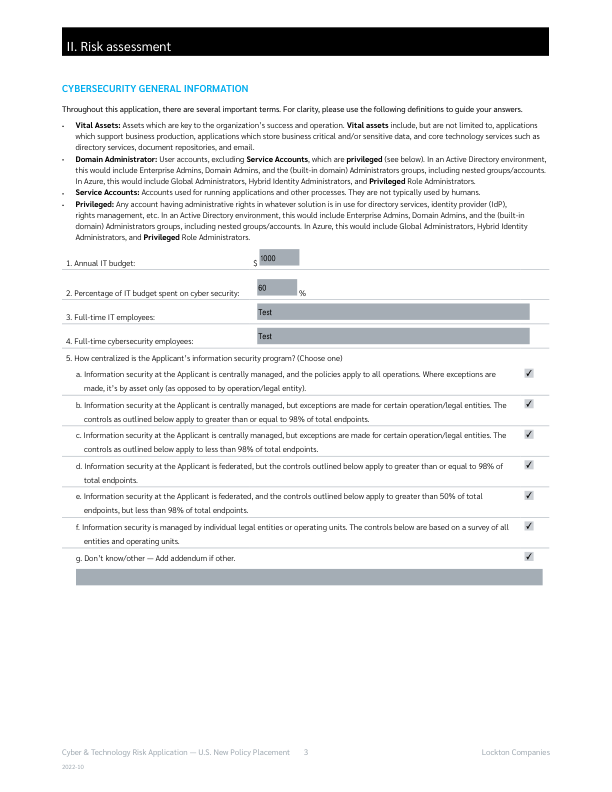 II. Risk assessment
CYBERSECURITY GENERAL INFORMATION
Throughout this application, there are several important terms. For clarity, please use the following definitions to guide your answers.
• Vital Assets: Assets which are key to the organization's success and operation. Vital assets include, but are not limited to, applications
which support business production, applications which store business critical and/or sensitive data, and core technology services such as
directory services, document repositories, and email.
• Domain Administrator: User accounts, excluding Service Accounts, which are privileged (see below). In an Active Directory environment,
this would include Enterprise Admins, Domain Admins, and the (built-in domain) Administrators groups, including nested groups/accounts.
In Azure, this would include Global Administrators, Hybrid Identity Administrators, and Privileged Role Administrators.
• Service Accounts: Accounts used for running applications and other processes. They are not typically used by humans.
• Privileged: Any account having administrative rights in whatever solution is in use for directory services, identity provider (IdP),
rights management, etc. In an Active Directory environment, this would include Enterprise Admins, Domain Admins, and the (built-in
domain) Administrators groups, including nested groups/accounts. In Azure, this would include Global Administrators, Hybrid Identity
Administrators, and Privileged Role Administrators.
1. Annual IT budget: $ 1000
2. Percentage of IT budget spent on cyber security: 60 %
3. Full-time IT employees: Test
4. Full-time cybersecurity employees: Test
5. How centralized is the Applicant's information security program? (Choose one)
a. Information security at the Applicant is centrally managed, and the policies apply to all operations. Where exceptions are ✓
made, it's by asset only (as opposed to by operation/legal entity).
b. Information security at the Applicant is centrally managed, but exceptions are made for certain operation/legal entities. The ✓
controls as outlined below apply to greater than or equal to 98% of total endpoints.
c. Information security at the Applicant is centrally managed, but exceptions are made for certain operation/legal entities. The ✓
controls as outlined below apply to less than 98% of total endpoints.
d. Information security at the Applicant is federated, but the controls outlined below apply to greater than or equal to 98% of ✓
total endpoints.
e. Information security at the Applicant is federated, and the controls outlined below apply to greater than 50% of total ✓
endpoints, but less than 98% of total endpoints.
f. Information security is managed by individual legal entities or operating units. The controls below are based on a survey of all ✓
entities and operating units.
g. Don't know/other — Add addendum if other. ✓
Cyber & Technology Risk Application — U.S. New Policy Placement 3 Lockton Companies
2022-10